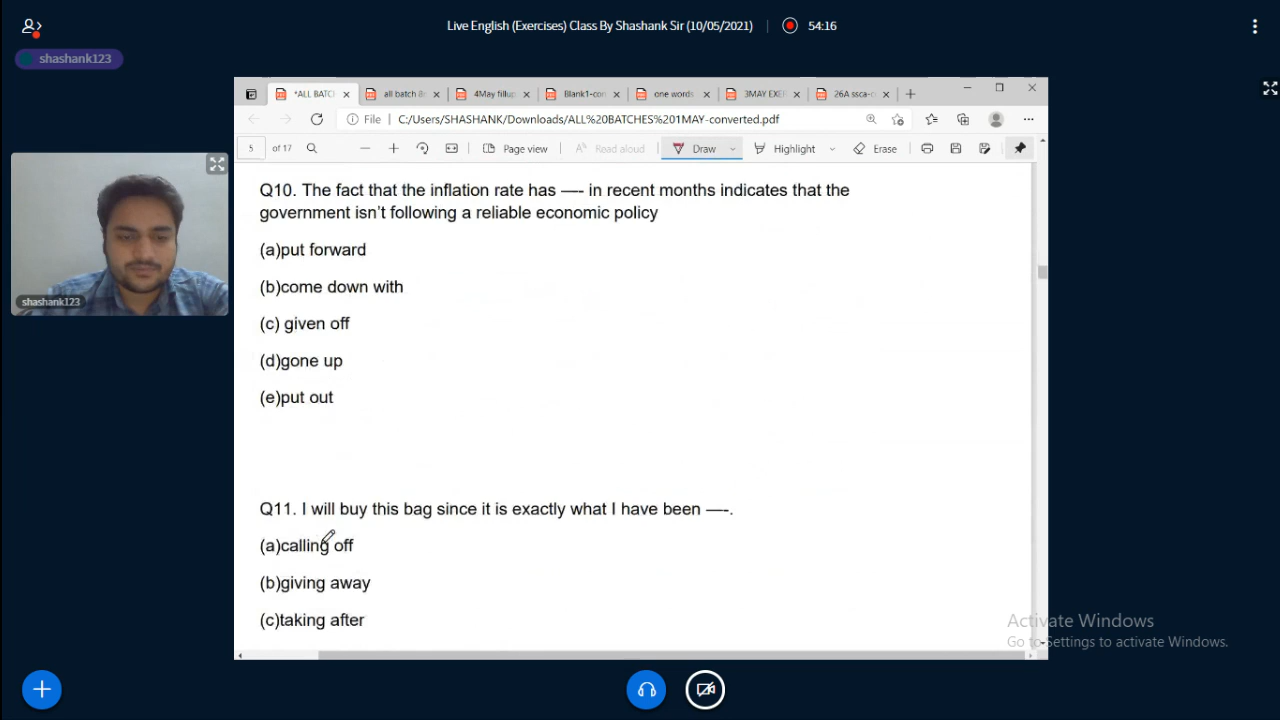 Live English (Exercises) Class By Shashank Sir (10/05/2021)
54:16
shashank123
*ALL BATC
all batch 8
4May fillup
Blank1-con
one words
3MAY EXE
26A ssca-c
File
C:/Users/SHASHANK/Downloads/ALL%20BATCHES%201MAY-converted.pdf
5 of 17
Page view
Read aloud
Draw
Highlight
Erase
Q10. The fact that the inflation rate has —- in recent months indicates that the
government isn't following a reliable economic policy
(a)put forward
(b)come down with
(c) given off
(d)gone up
(e)put out
shashank123
Q11. I will buy this bag since it is exactly what I have been —-.
(a)calling off
(b)giving away
(c)taking after
Activate Windows
Go to Settings to activate Windows.